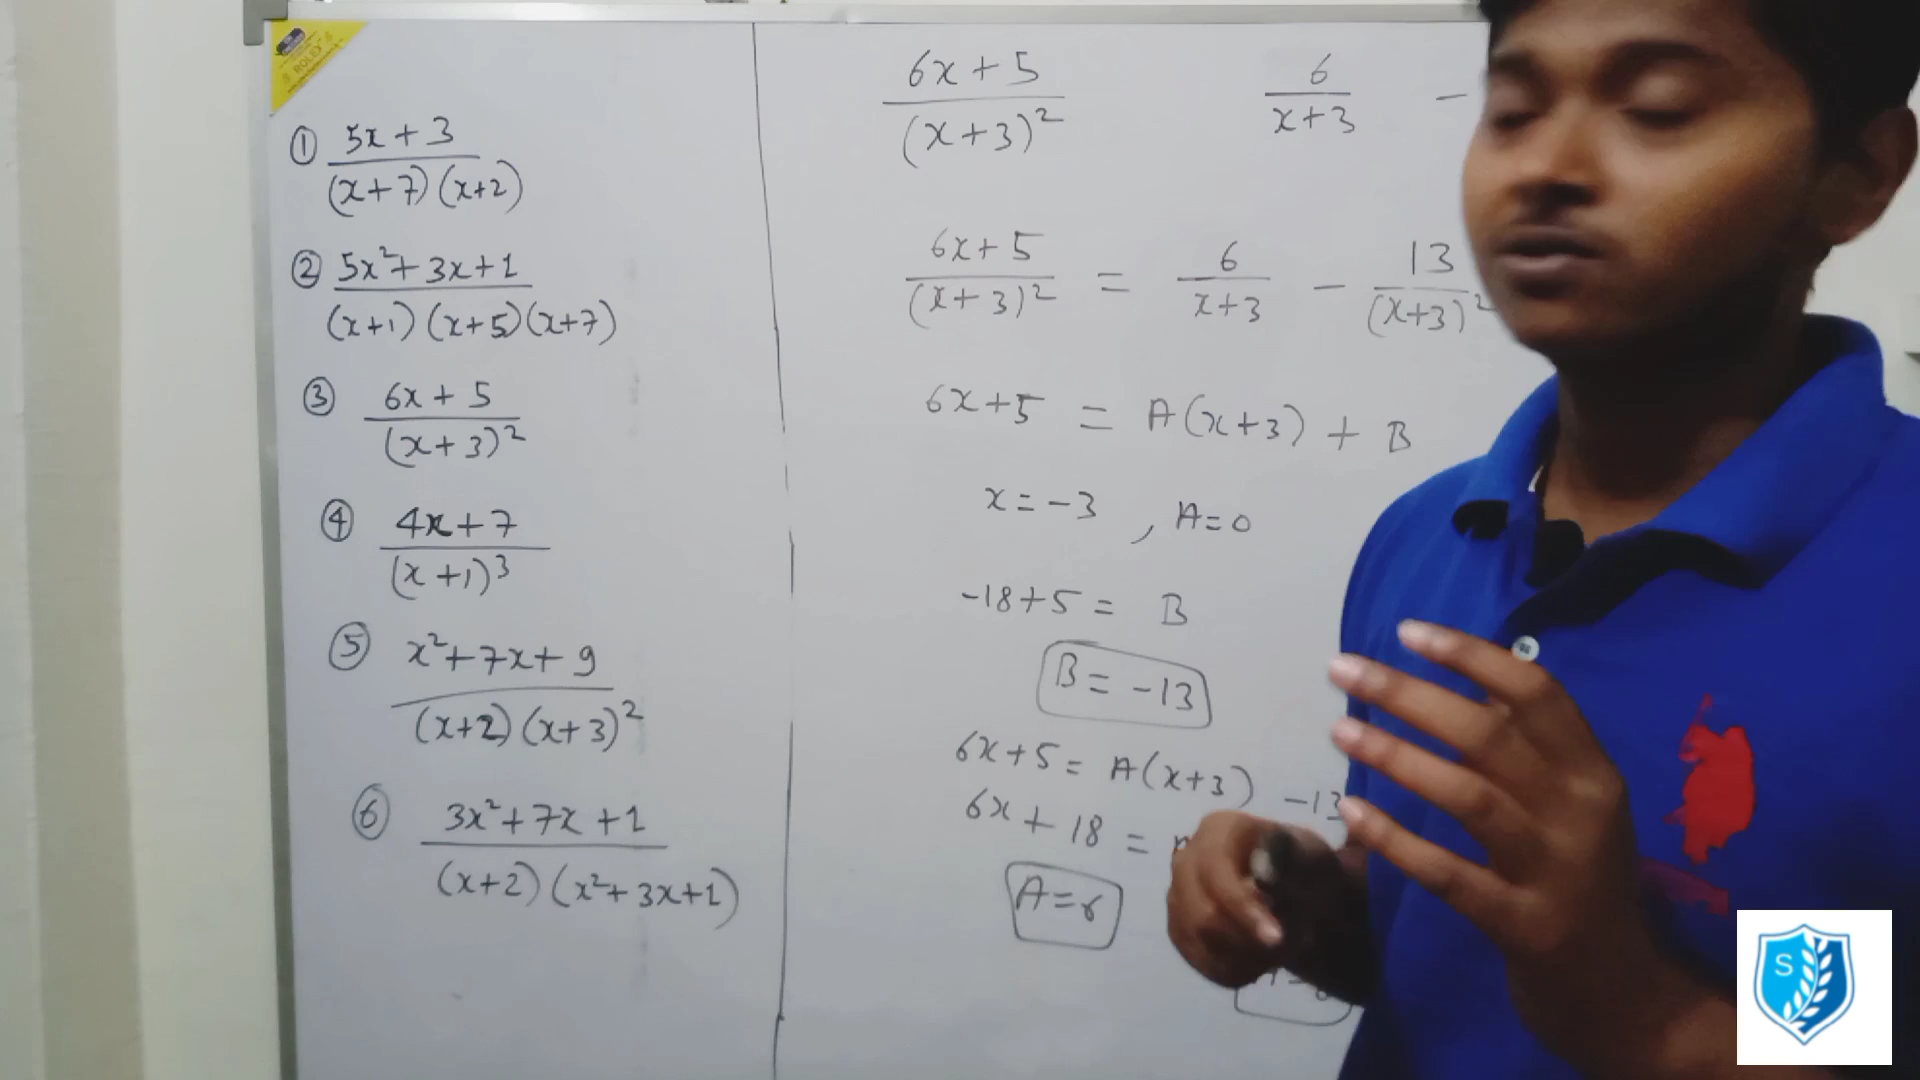 ROLEX
① 5x + 3
(x+7) (x+2)
② 5x² + 3x + 1
(x+1) (x+5) (x+7)
③ 6x + 5
(x+3)²
④ 4x + 7
(x+1)³
⑤ x² + 7x + 9
(x+2) (x+3)²
⑥ 3x² + 7x + 1
(x+2) (x² + 3x + 1)
6x + 5 6 −
(x+3)² x+3
6x + 5 = 6 − 13
(x+3)² x+3 (x+3)²
6x + 5 = A(x+3) + B
x = −3 , A = 0
−18 + 5 = B
B = −13
6x + 5 = A(x+3) −13
6x + 18 =
A = 6
S